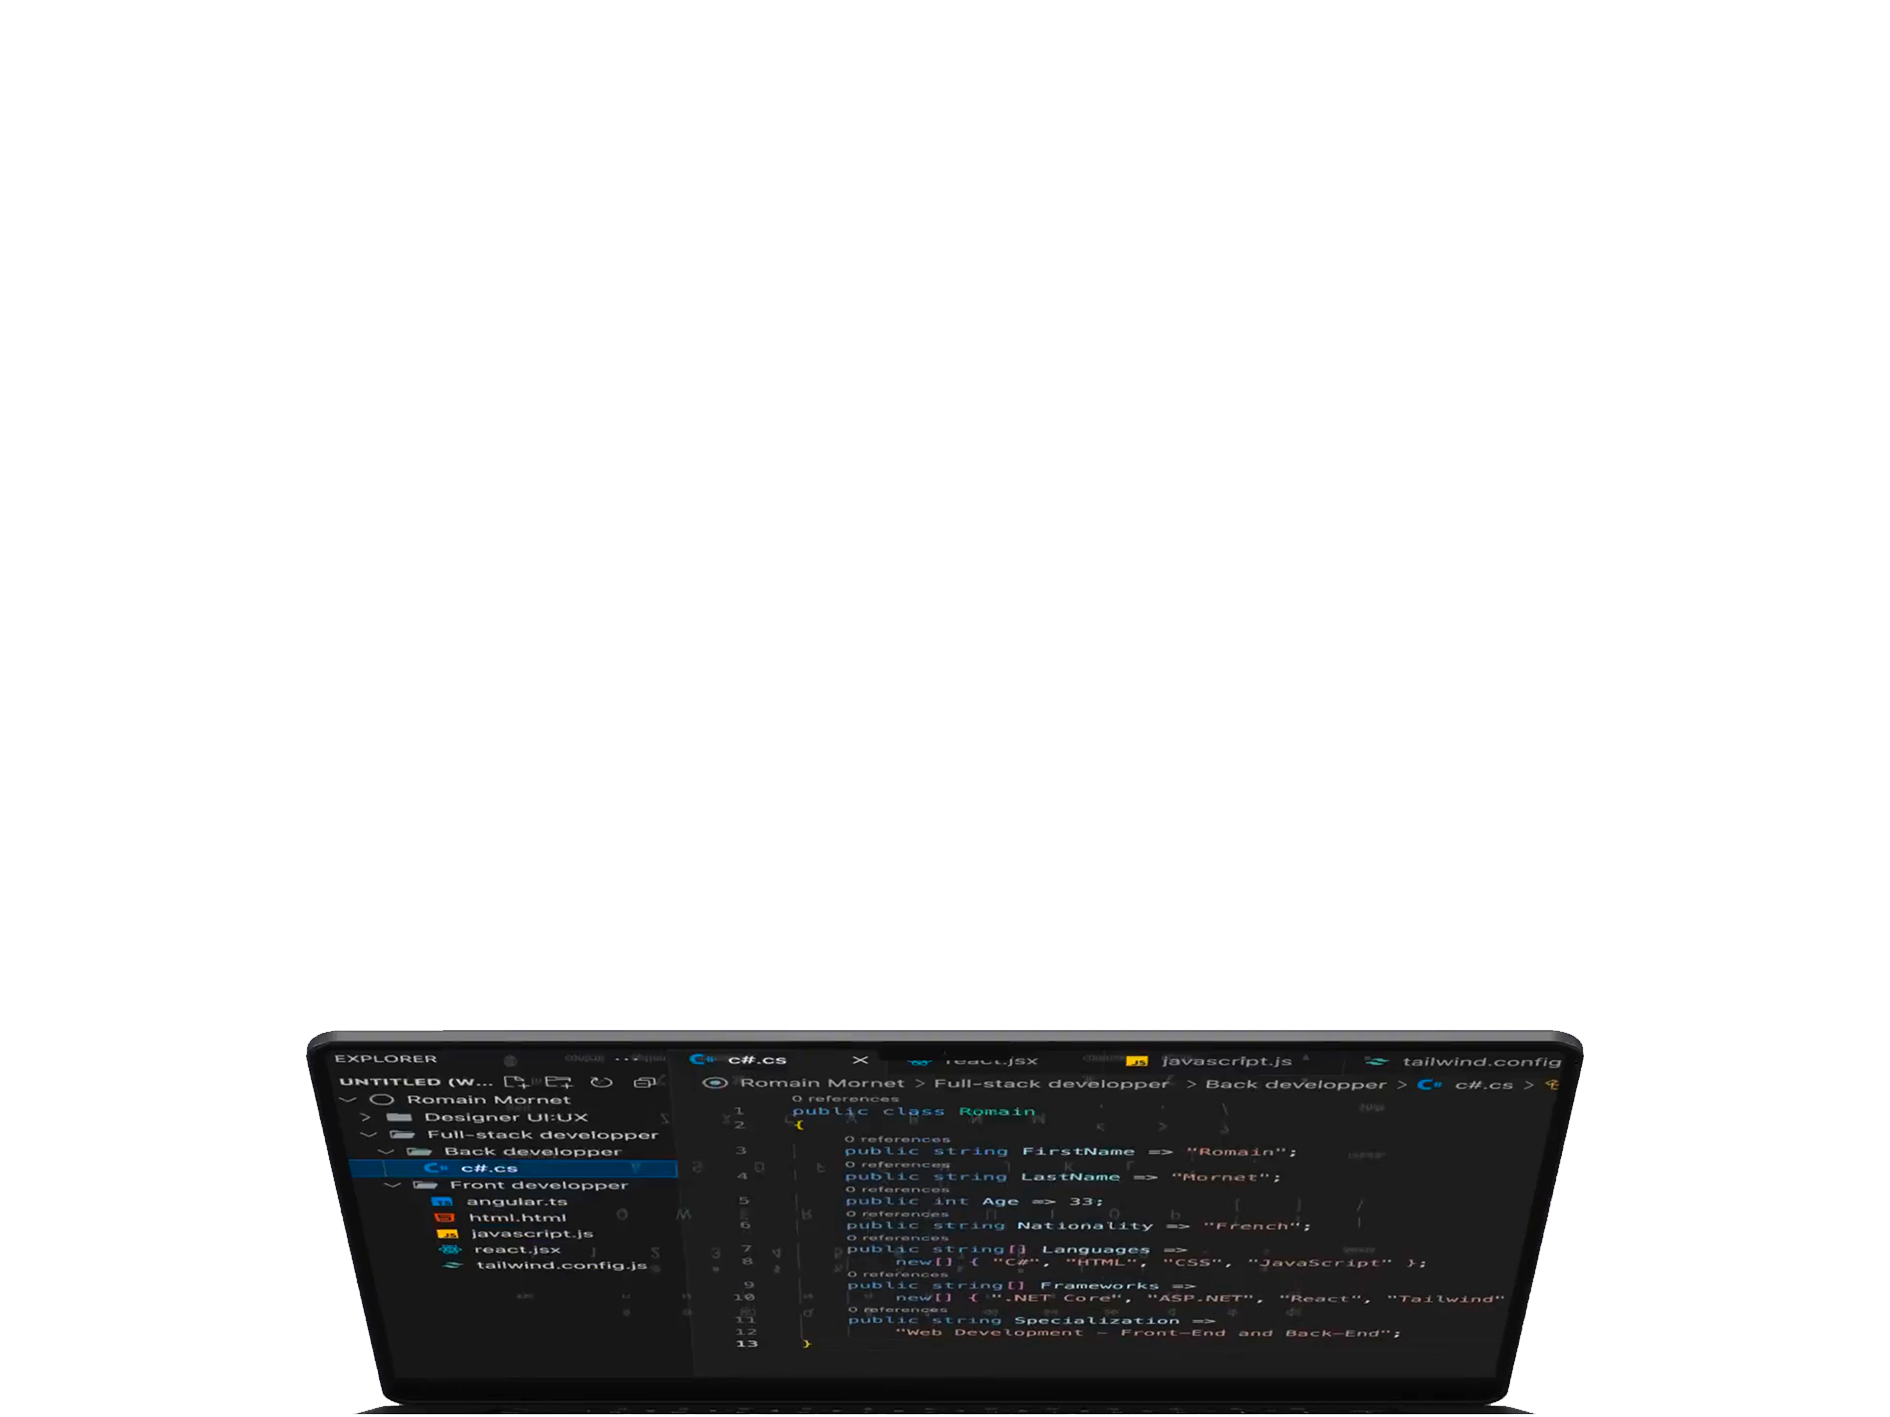 EXPLORER
UNTITLED (W...
Romain Mornet
Designer UI:UX
Full-stack developper
Back developper
c#.cs
Front developper
angular.ts
html.html
javascript.js
react.jsx
tailwind.config.js
c#.cs react.jsx javascript.js tailwind.config
Romain Mornet > Full-stack developper > Back developper > c#.cs >
0 references
1 public class Romain
2 {
0 references
3 public string FirstName => "Romain";
0 references
4 public string LastName => "Mornet";
0 references
5 public int Age => 33;
0 references
6 public string Nationality => "French";
0 references
7 public string[] Languages =>
8 new[] { "C#", "HTML", "CSS", "JavaScript" };
0 references
9 public string[] Frameworks =>
10 new[] { ".NET Core", "ASP.NET", "React", "Tailwind"
0 references
11 public string Specialization =>
12 "Web Development - Front-End and Back-End";
13 }